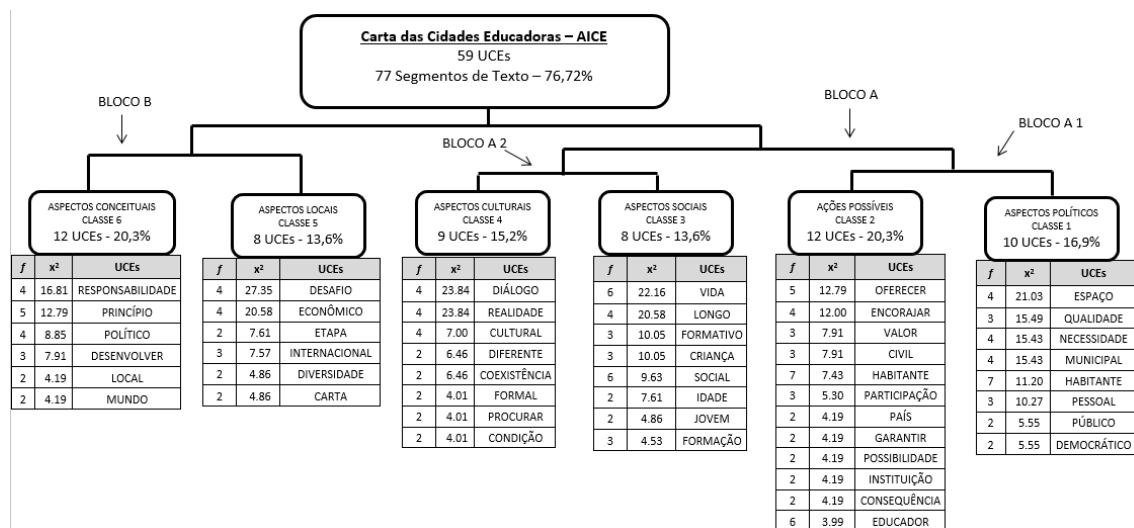 Carta das Cidades Educadoras – AICE
59 UCEs
77 Segmentos de Texto – 76,72%
BLOCO B
BLOCO A
BLOCO A 2
BLOCO A 1
ASPECTOS CONCEITUAIS
CLASSE 6
12 UCEs - 20,3%
f x² UCEs
4 16.81 RESPONSABILIDADE
5 12.79 PRINCÍPIO
4 8.85 POLÍTICO
3 7.91 DESENVOLVER
2 4.19 LOCAL
2 4.19 MUNDO
ASPECTOS LOCAIS
CLASSE 5
8 UCEs - 13,6%
f x² UCEs
4 27.35 DESAFIO
4 20.58 ECONÔMICO
2 7.61 ETAPA
3 7.57 INTERNACIONAL
2 4.86 DIVERSIDADE
2 4.86 CARTA
ASPECTOS CULTURAIS
CLASSE 4
9 UCEs - 15,2%
f x² UCEs
4 23.84 DIÁLOGO
4 23.84 REALIDADE
4 7.00 CULTURAL
2 6.46 DIFERENTE
2 6.46 COEXISTÊNCIA
2 4.01 FORMAL
2 4.01 PROCURAR
2 4.01 CONDIÇÃO
ASPECTOS SOCIAIS
CLASSE 3
8 UCEs - 13,6%
f x² UCEs
6 22.16 VIDA
4 20.58 LONGO
3 10.05 FORMATIVO
3 10.05 CRIANÇA
6 9.63 SOCIAL
2 7.61 IDADE
2 4.86 JOVEM
3 4.53 FORMAÇÃO
AÇÕES POSSÍVEIS
CLASSE 2
12 UCEs - 20,3%
f x² UCEs
5 12.79 OFERECER
4 12.00 ENCORAJAR
3 7.91 VALOR
3 7.91 CIVIL
7 7.43 HABITANTE
3 5.30 PARTICIPAÇÃO
2 4.19 PAÍS
2 4.19 GARANTIR
2 4.19 POSSIBILIDADE
2 4.19 INSTITUIÇÃO
2 4.19 CONSEQUÊNCIA
6 3.99 EDUCADOR
ASPECTOS POLÍTICOS
CLASSE 1
10 UCEs - 16,9%
f x² UCEs
4 21.03 ESPAÇO
3 15.49 QUALIDADE
4 15.43 NECESSIDADE
4 15.43 MUNICIPAL
7 11.20 HABITANTE
3 10.27 PESSOAL
2 5.55 PÚBLICO
2 5.55 DEMOCRÁTICO